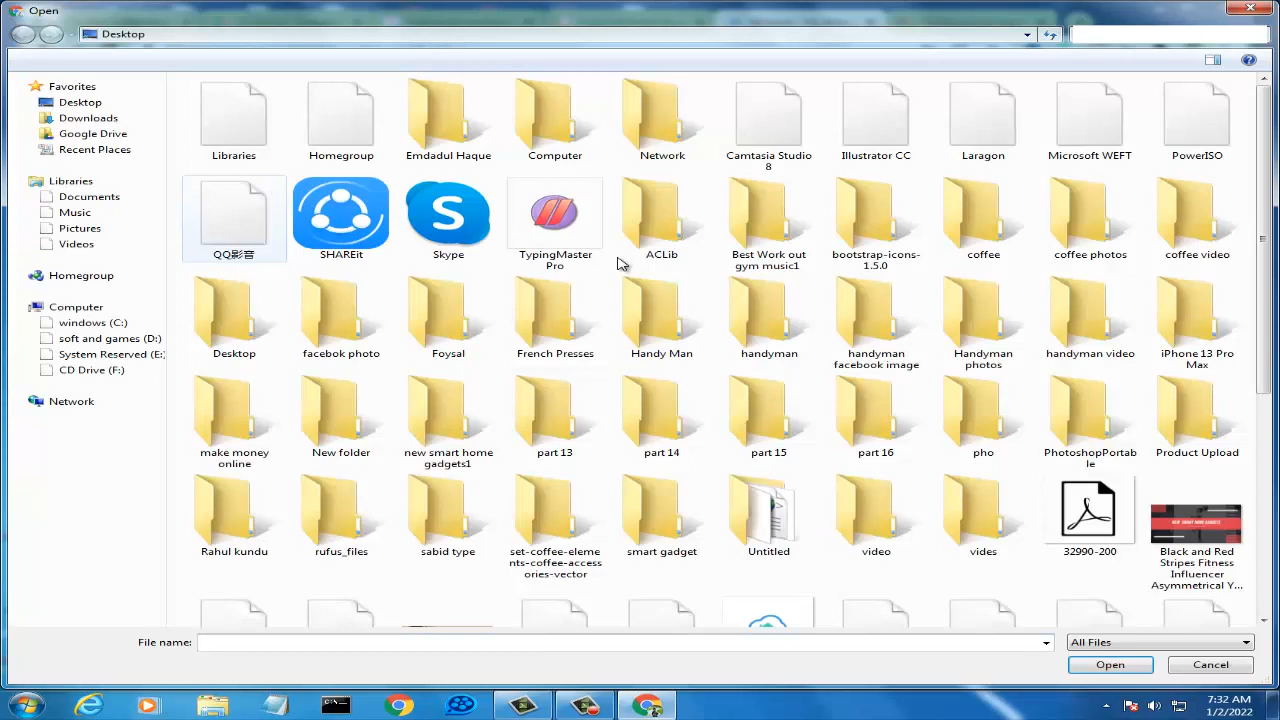 Open
Desktop
Favorites
Desktop
Downloads
Google Drive
Recent Places
Libraries
Documents
Music
Pictures
Videos
Homegroup
Computer
windows (C:)
soft and games (D:)
System Reserved (E:
CD Drive (F:)
Network
Libraries
Homegroup
Emdadul Haque
Computer
Network
Camtasia Studio
8
Illustrator CC
Laragon
Microsoft WEFT
PowerISO
QQ影音
SHAREit
Skype
TypingMaster
Pro
ACLib
Best Work out
gym music1
bootstrap-icons-
1.5.0
coffee
coffee photos
coffee video
Desktop
facebok photo
Foysal
French Presses
Handy Man
handyman
handyman
facebook image
Handyman
photos
handyman video
iPhone 13 Pro
Max
make money
online
New folder
new smart home
gadgets1
part 13
part 14
part 15
part 16
pho
PhotoshopPortab
le
Product Upload
Rahul kundu
rufus_files
sabid type
set-coffee-eleme
nts-coffee-access
ories-vector
smart gadget
Untitled
video
vides
32990-200
NEW SMART HOME GADGETS
Black and Red
Stripes Fitness
Influencer
Asymmetrical Y...
File name:
All Files
Open
Cancel
7:32 AM
1/2/2022